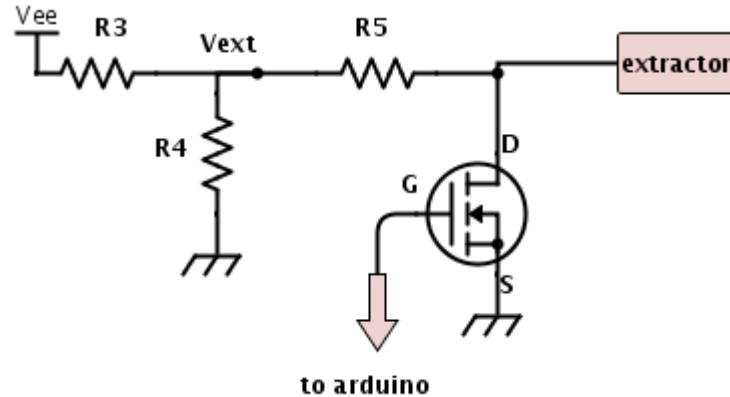 Vee
R3
Vext
R5
extractor
R4
D
G
S
to arduino